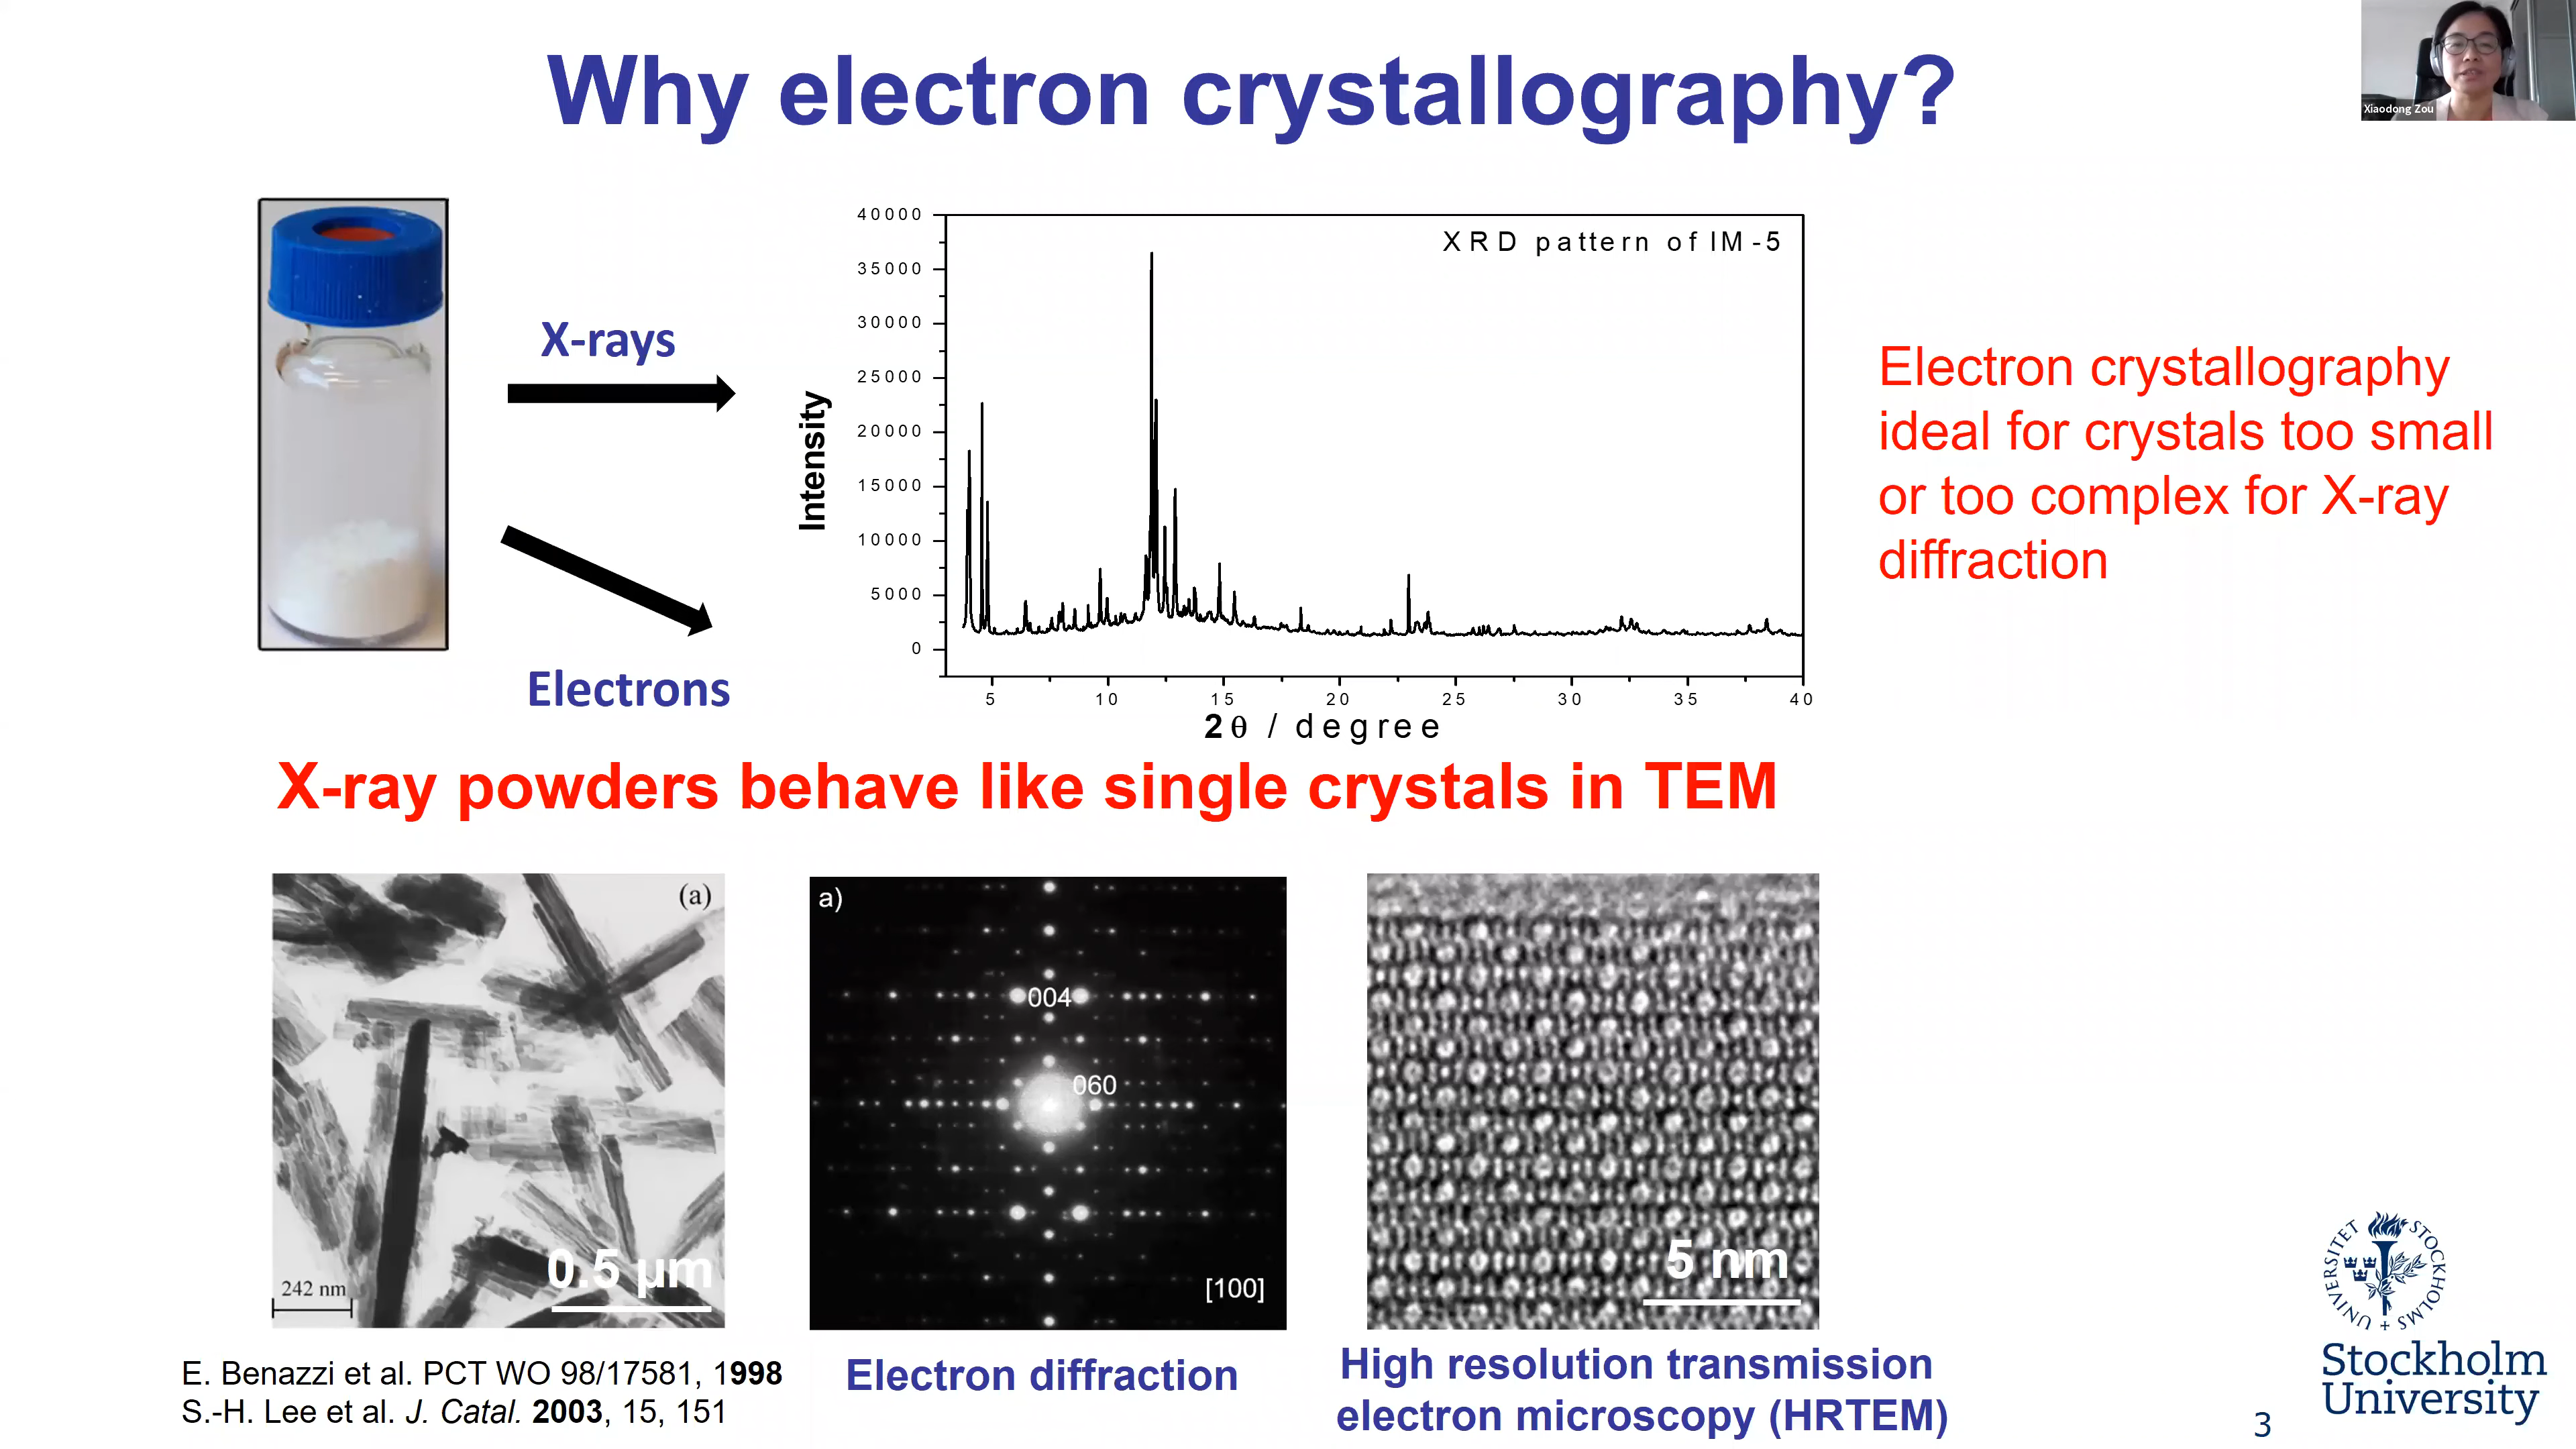 Why electron crystallography?
Xiaodong Zou
X-rays
Electrons
XRD pattern of IM-5
Intensity
40000
35000
30000
25000
20000
15000
10000
5000
0
5 10 15 20 25 30 35 40
2θ / degree
Electron crystallography
ideal for crystals too small
or too complex for X-ray
diffraction
X-ray powders behave like single crystals in TEM
(a)
242 nm
0.5 μm
a)
004
060
[100]
5 nm
E. Benazzi et al. PCT WO 98/17581, 1998
S.-H. Lee et al. J. Catal. 2003, 15, 151
Electron diffraction
High resolution transmission
electron microscopy (HRTEM)
STOCKHOLMS UNIVERSITET
Stockholm
University
3